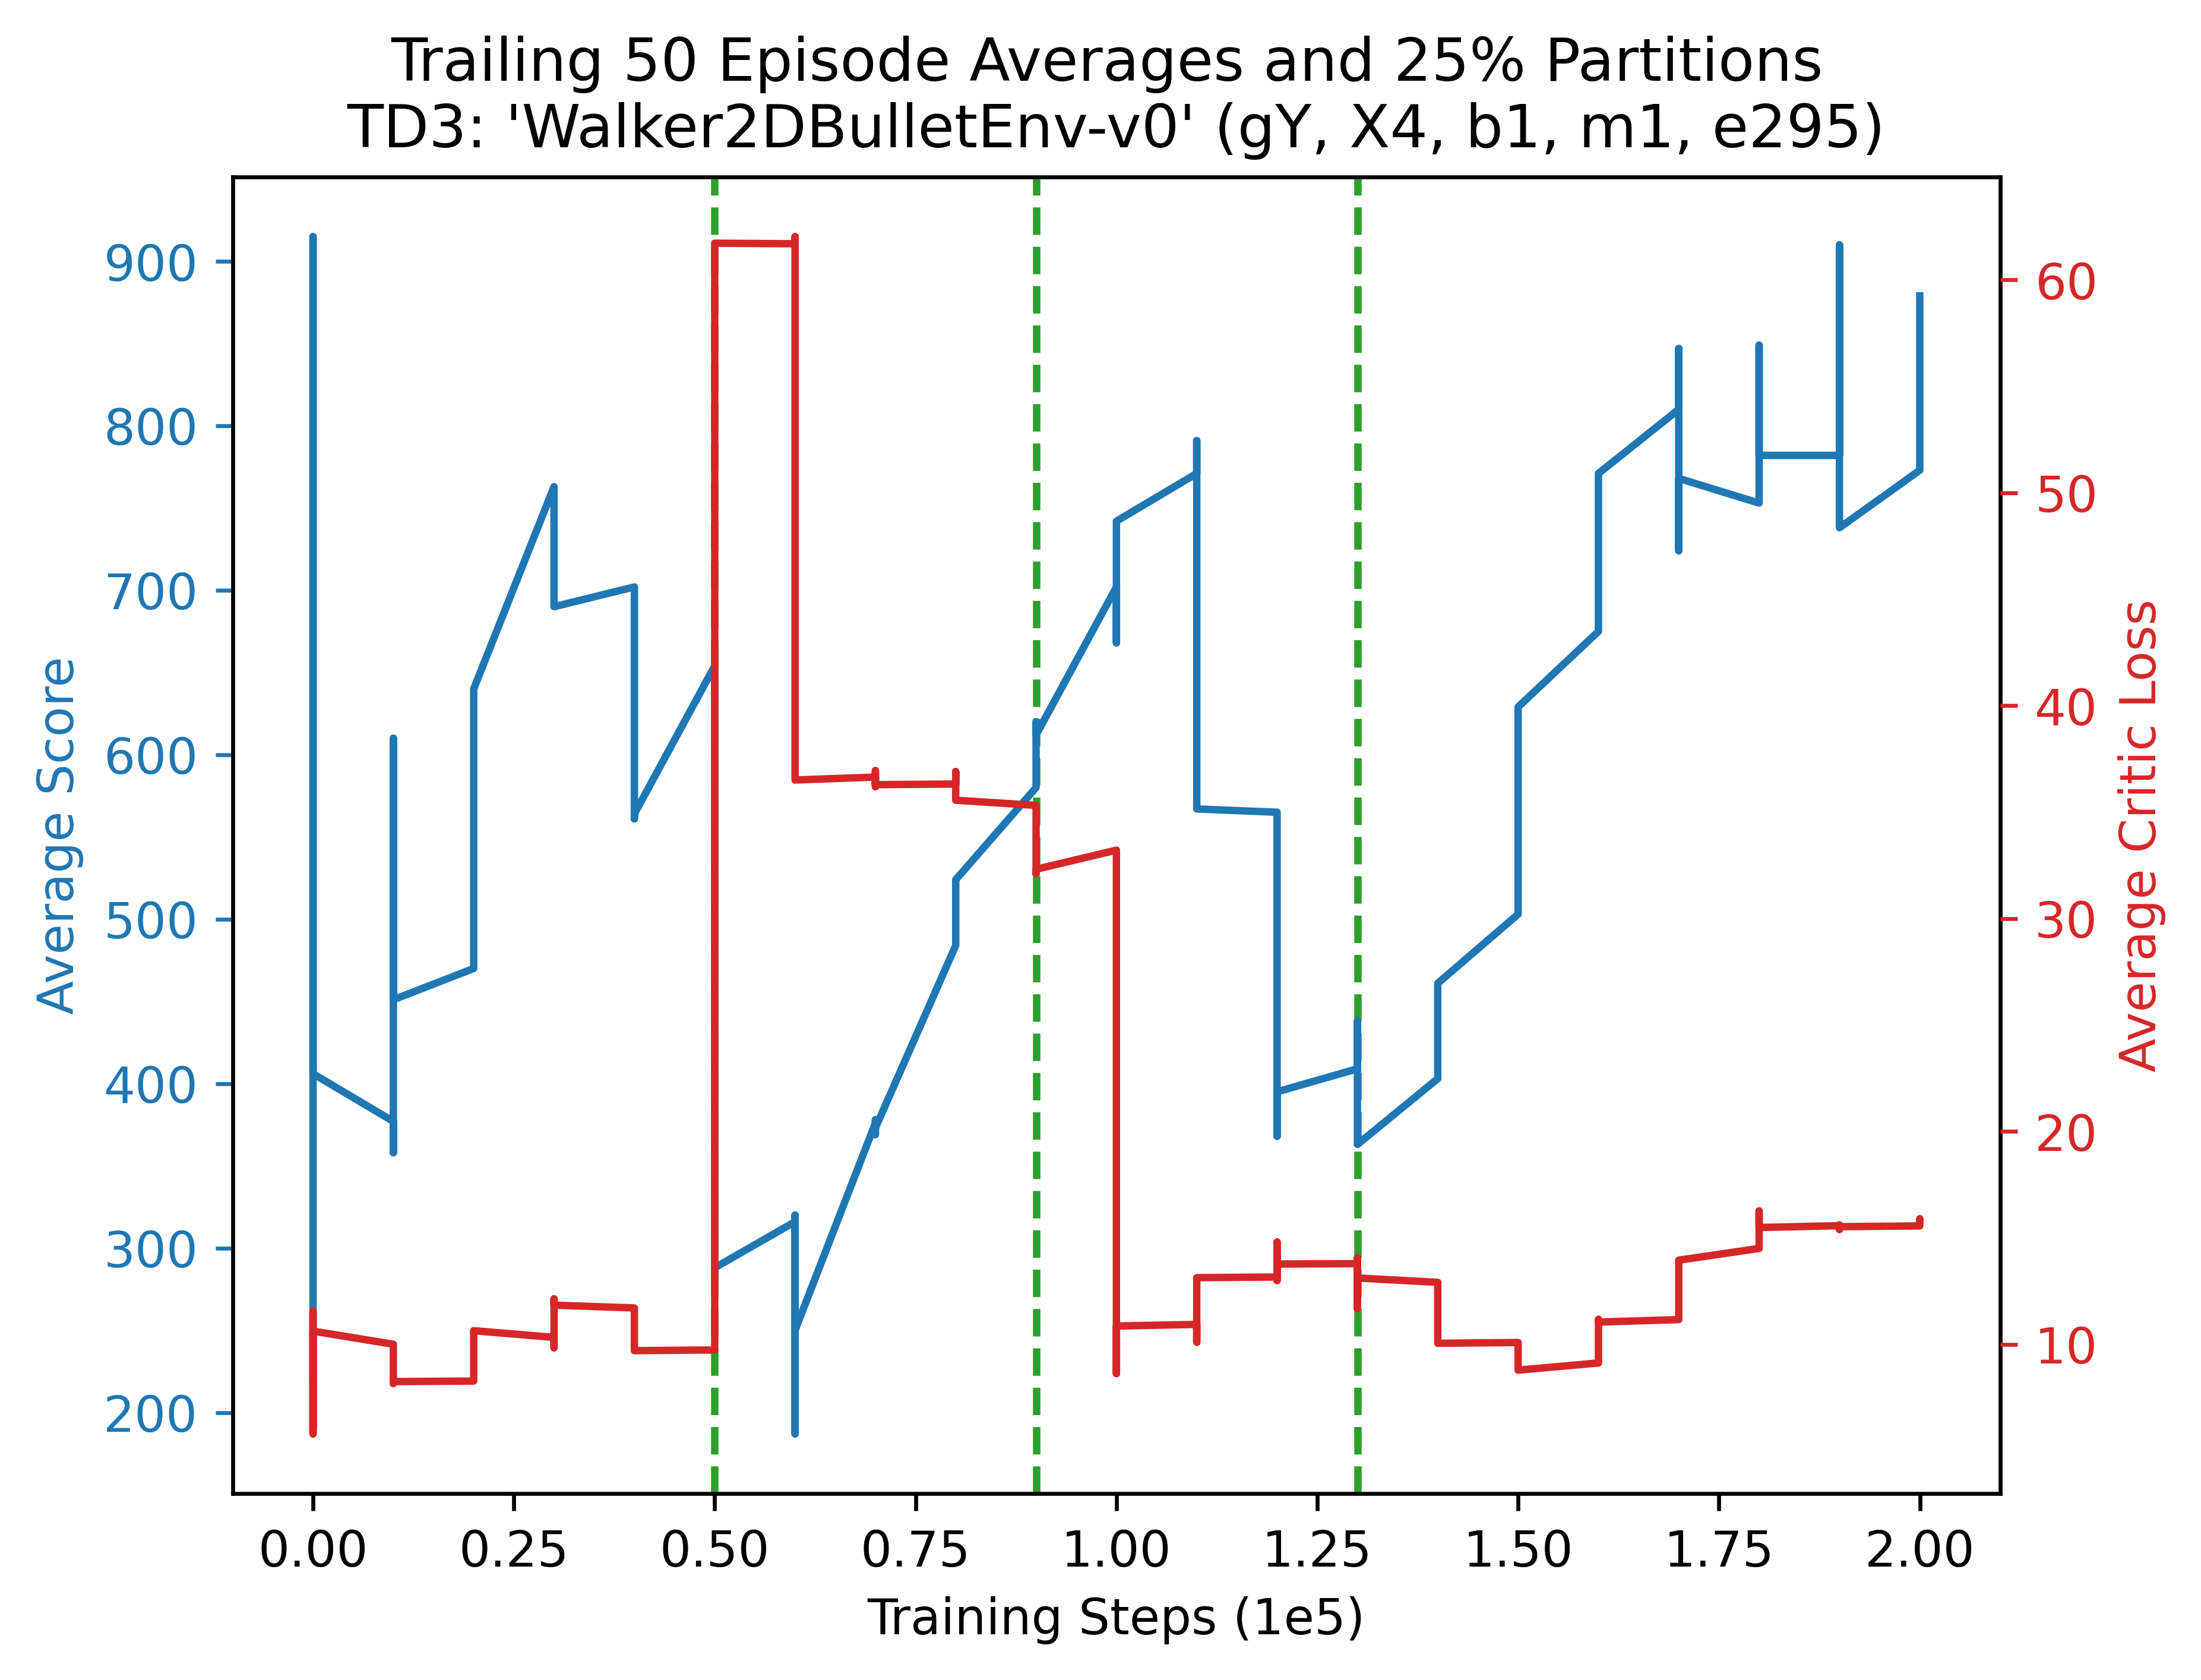 Trailing 50 Episode Averages and 25% Partitions
TD3: 'Walker2DBulletEnv-v0' (gY, X4, b1, m1, e295)
Average Score
900
800
700
600
500
400
300
200
60
50
40
30
20
10
Average Critic Loss
0.00 0.25 0.50 0.75 1.00 1.25 1.50 1.75 2.00
Training Steps (1e5)